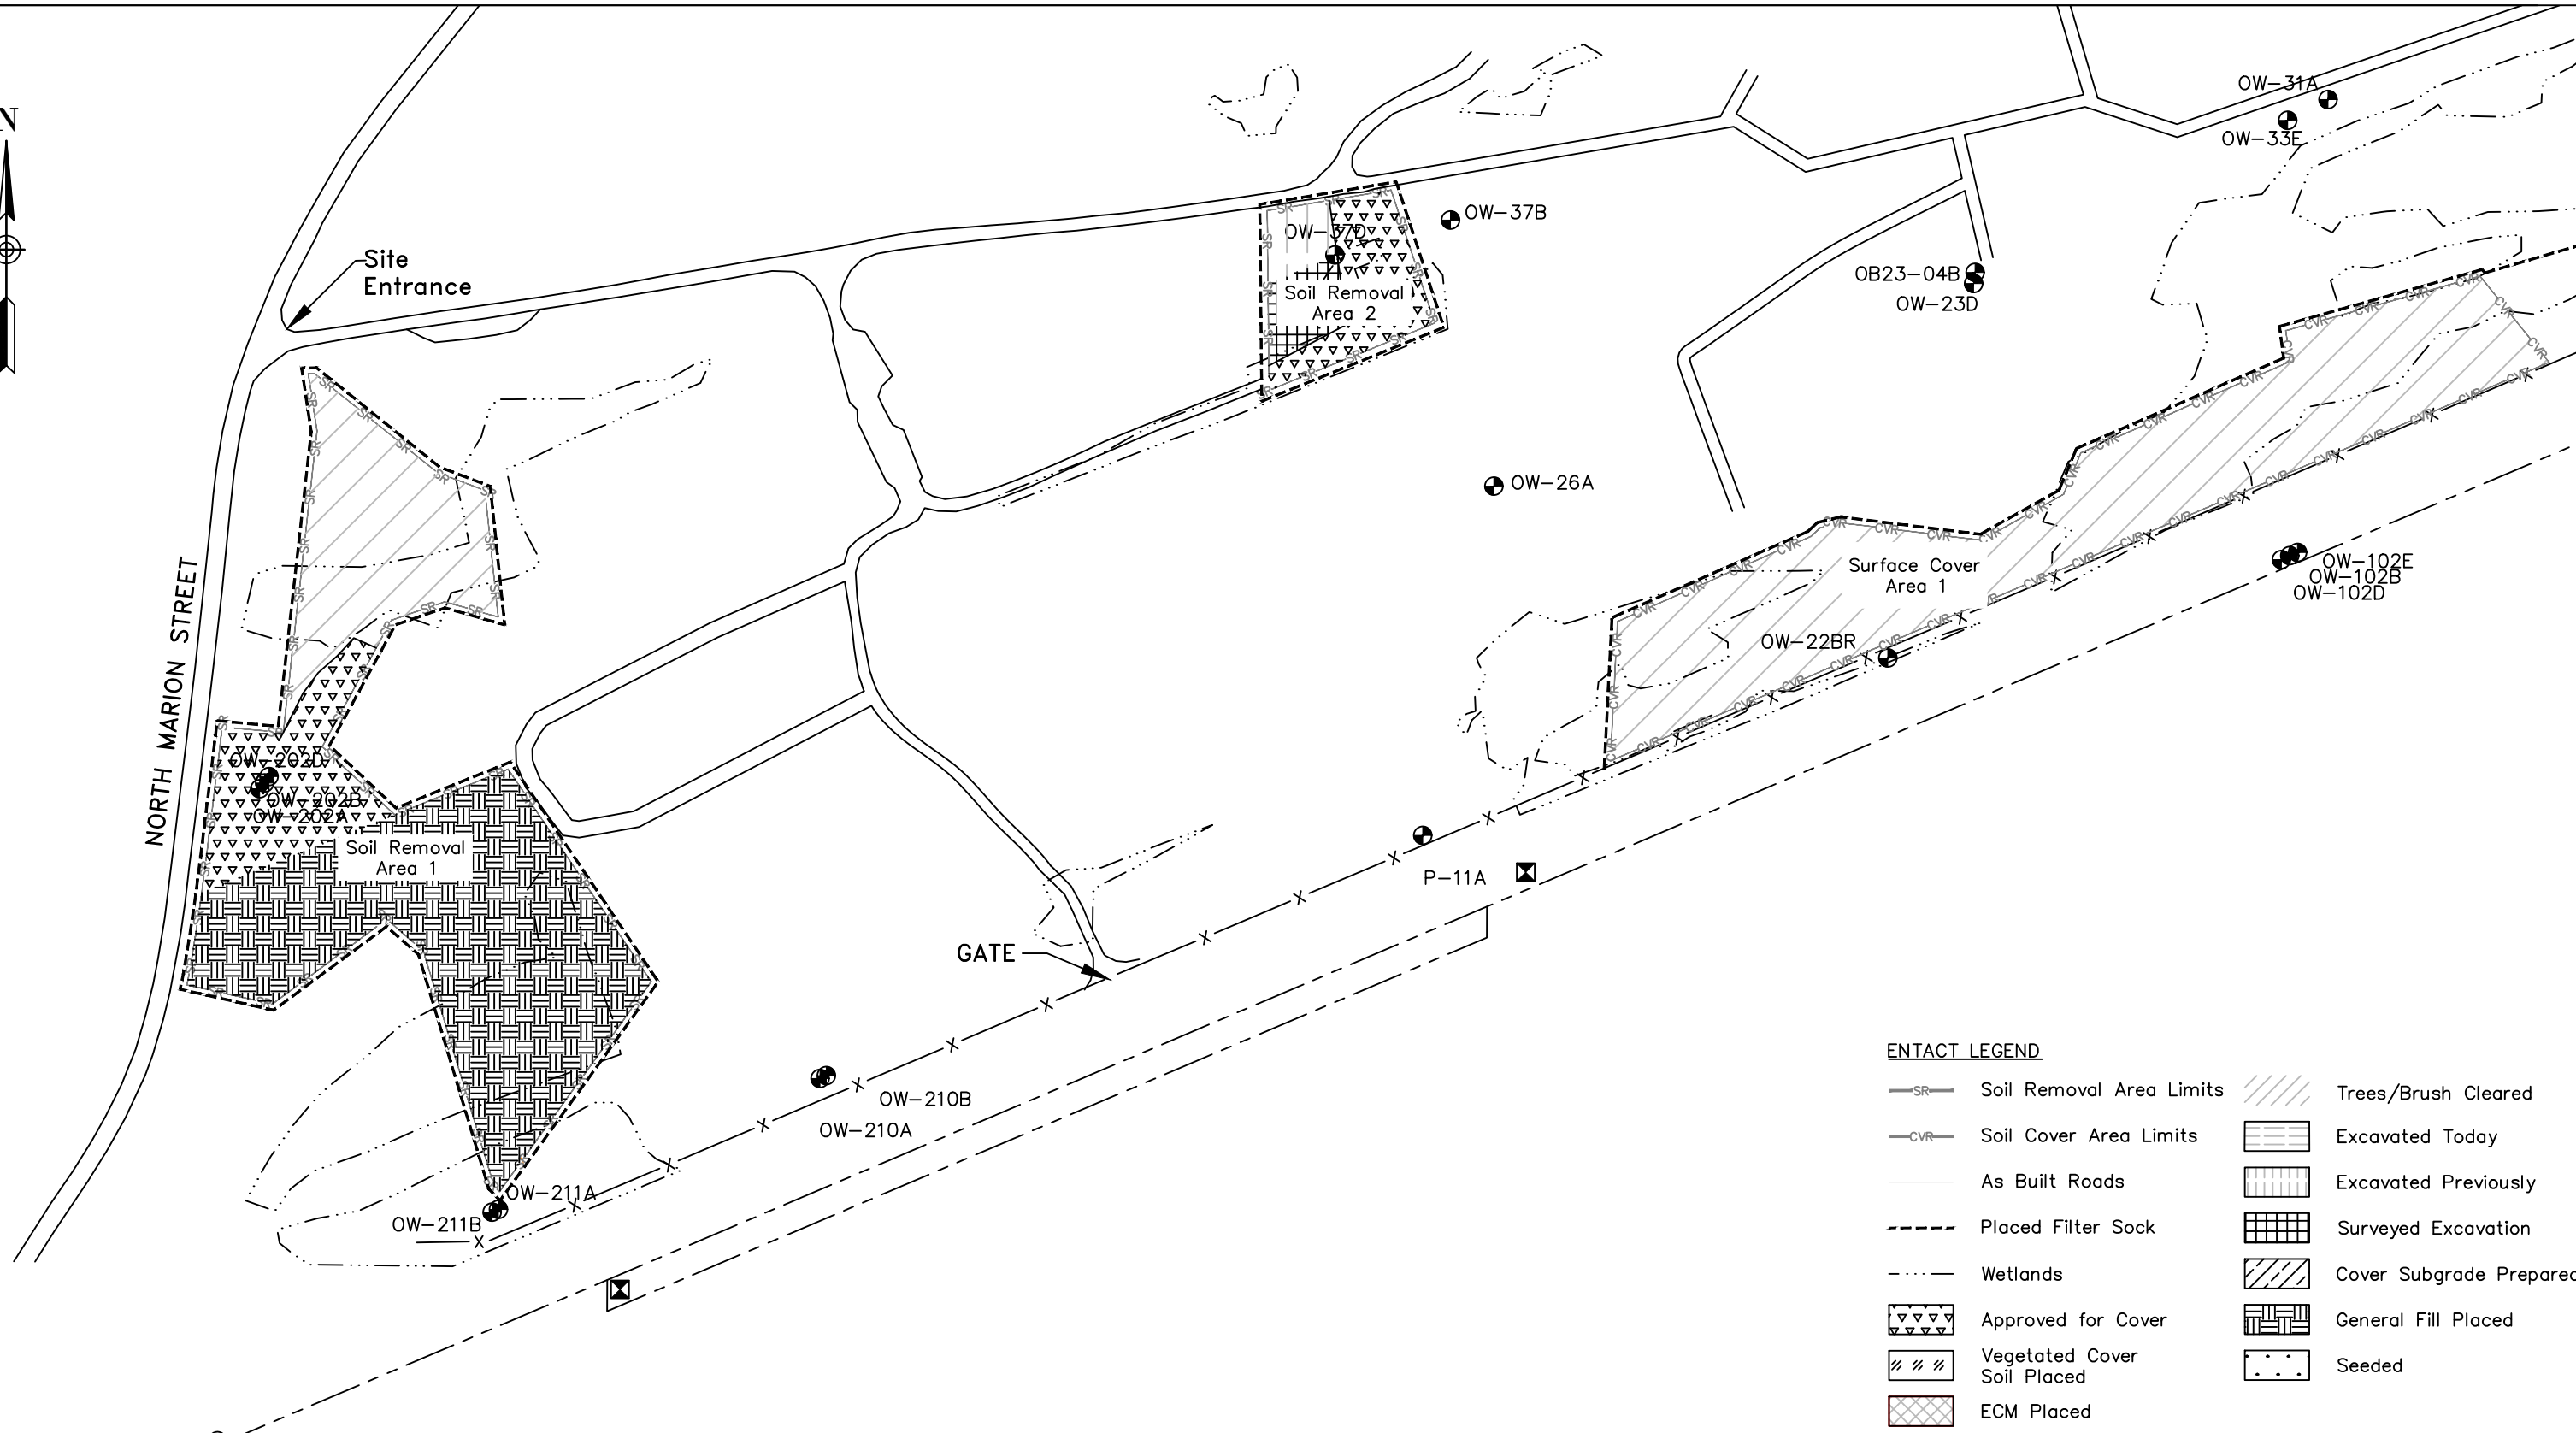 N
Site
Entrance
NORTH MARION STREET
OW-31A
OW-33E
OW-37B
OW-37D
Soil Removal
Area 2
OB23-04B
OW-23D
OW-26A
Surface Cover
Area 1
OW-22BR
OW-102E
OW-102B
OW-102D
OW-202D
OW-202B
OW-202A
Soil Removal
Area 1
P-11A
GATE
OW-210B
OW-210A
OW-211A
OW-211B
ENTACT LEGEND
SR Soil Removal Area Limits
CVR Soil Cover Area Limits
As Built Roads
Placed Filter Sock
Wetlands
Approved for Cover
Vegetated Cover
Soil Placed
ECM Placed
Trees/Brush Cleared
Excavated Today
Excavated Previously
Surveyed Excavation
Cover Subgrade Prepared
General Fill Placed
Seeded